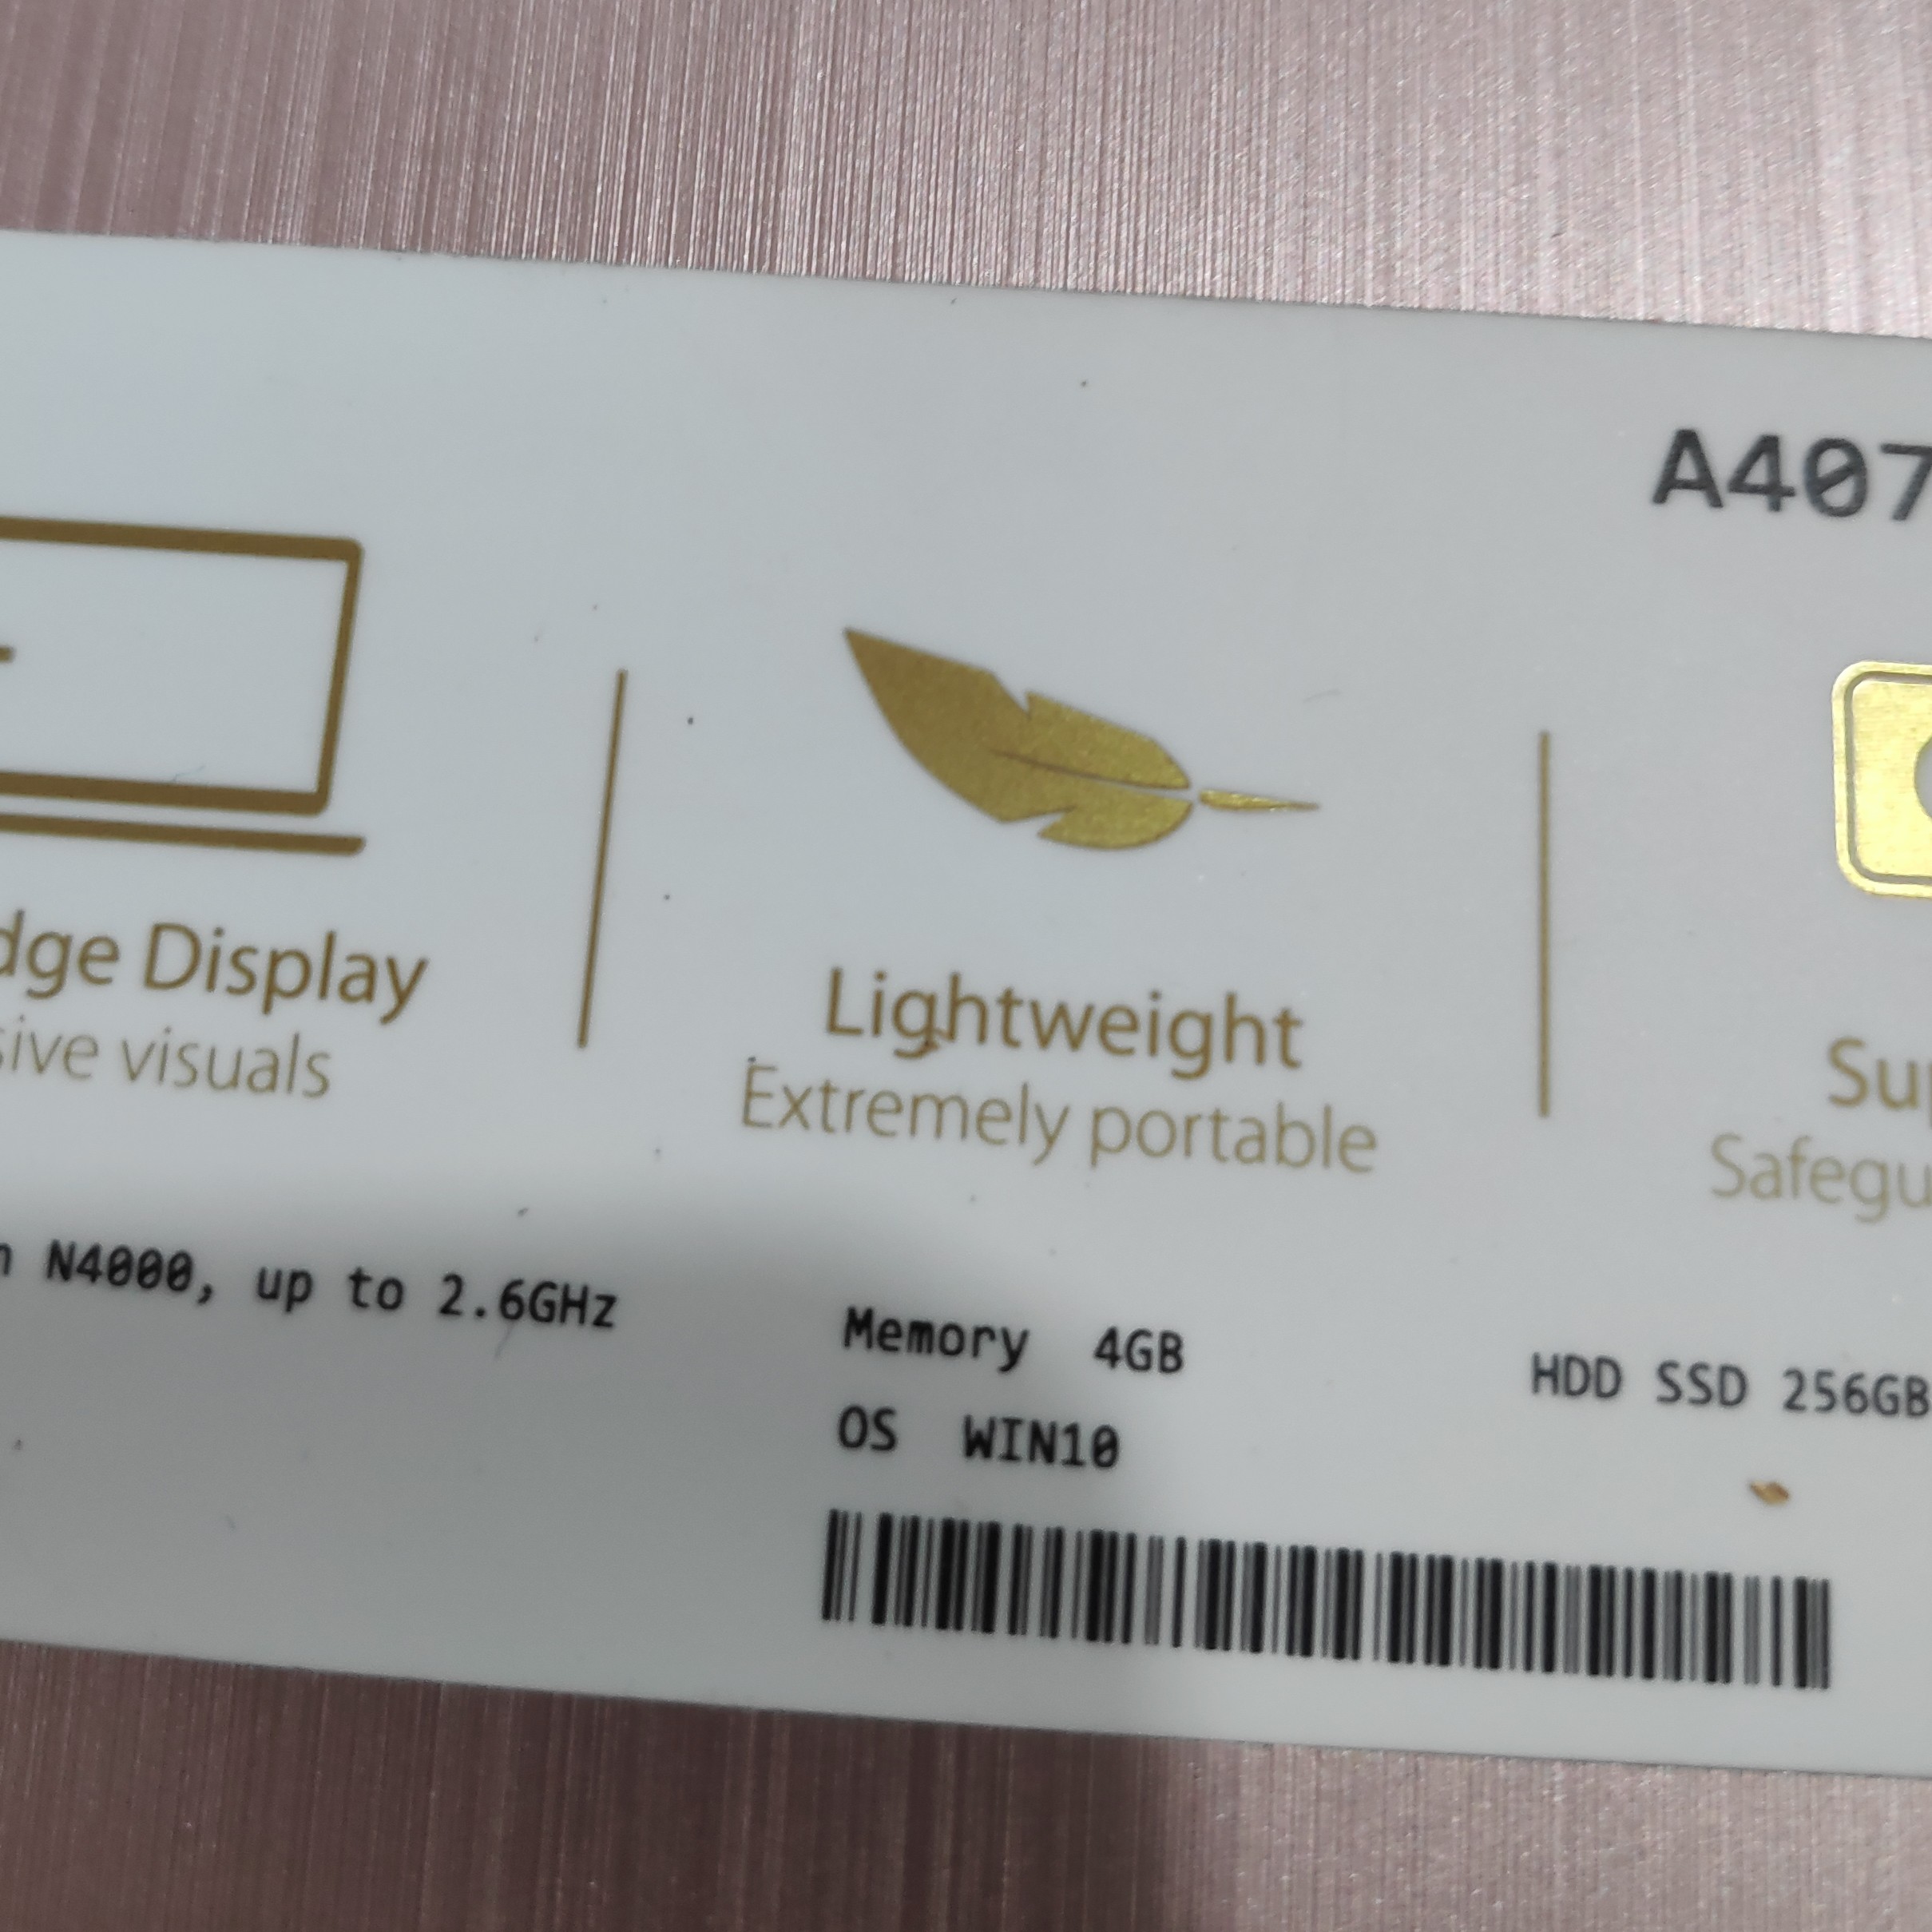 A407
dge Display
sive visuals
Lightweight
Extremely portable
Sup
Safegu
n N4000, up to 2.6GHz
Memory 4GB
HDD SSD 256GB
OS WIN10